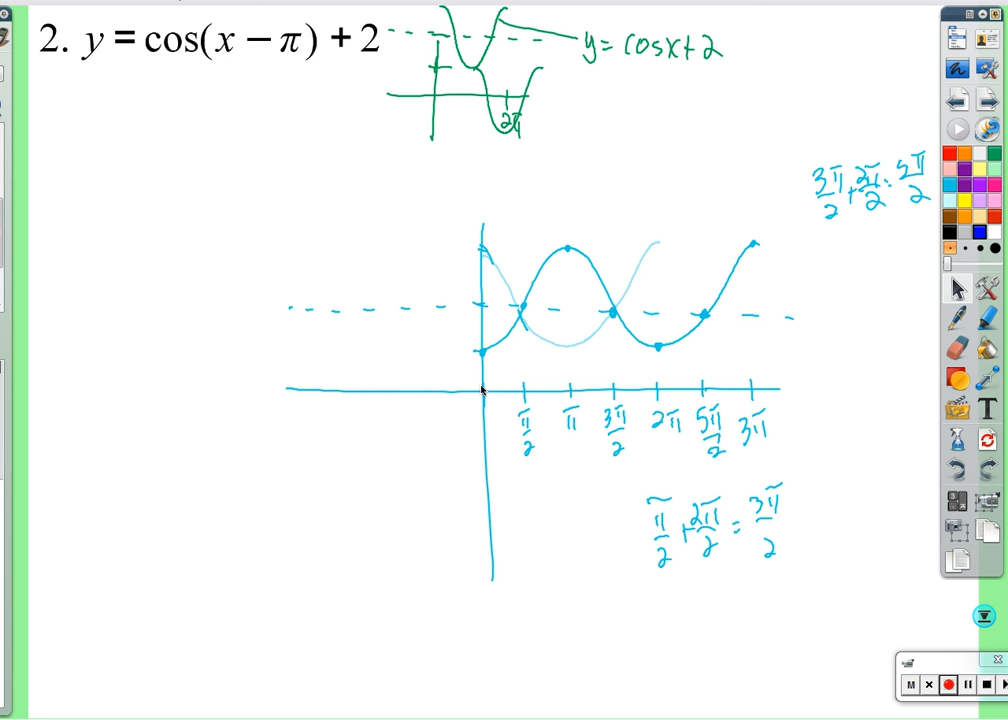 2. y = cos(x − π) + 2
y = cosx + 2
2π
3π/2 + 2π/2 = 5π/2
π/2 π 3π/2 2π 5π/2 3π
π/2 + 2π/2 = 3π/2
T
M